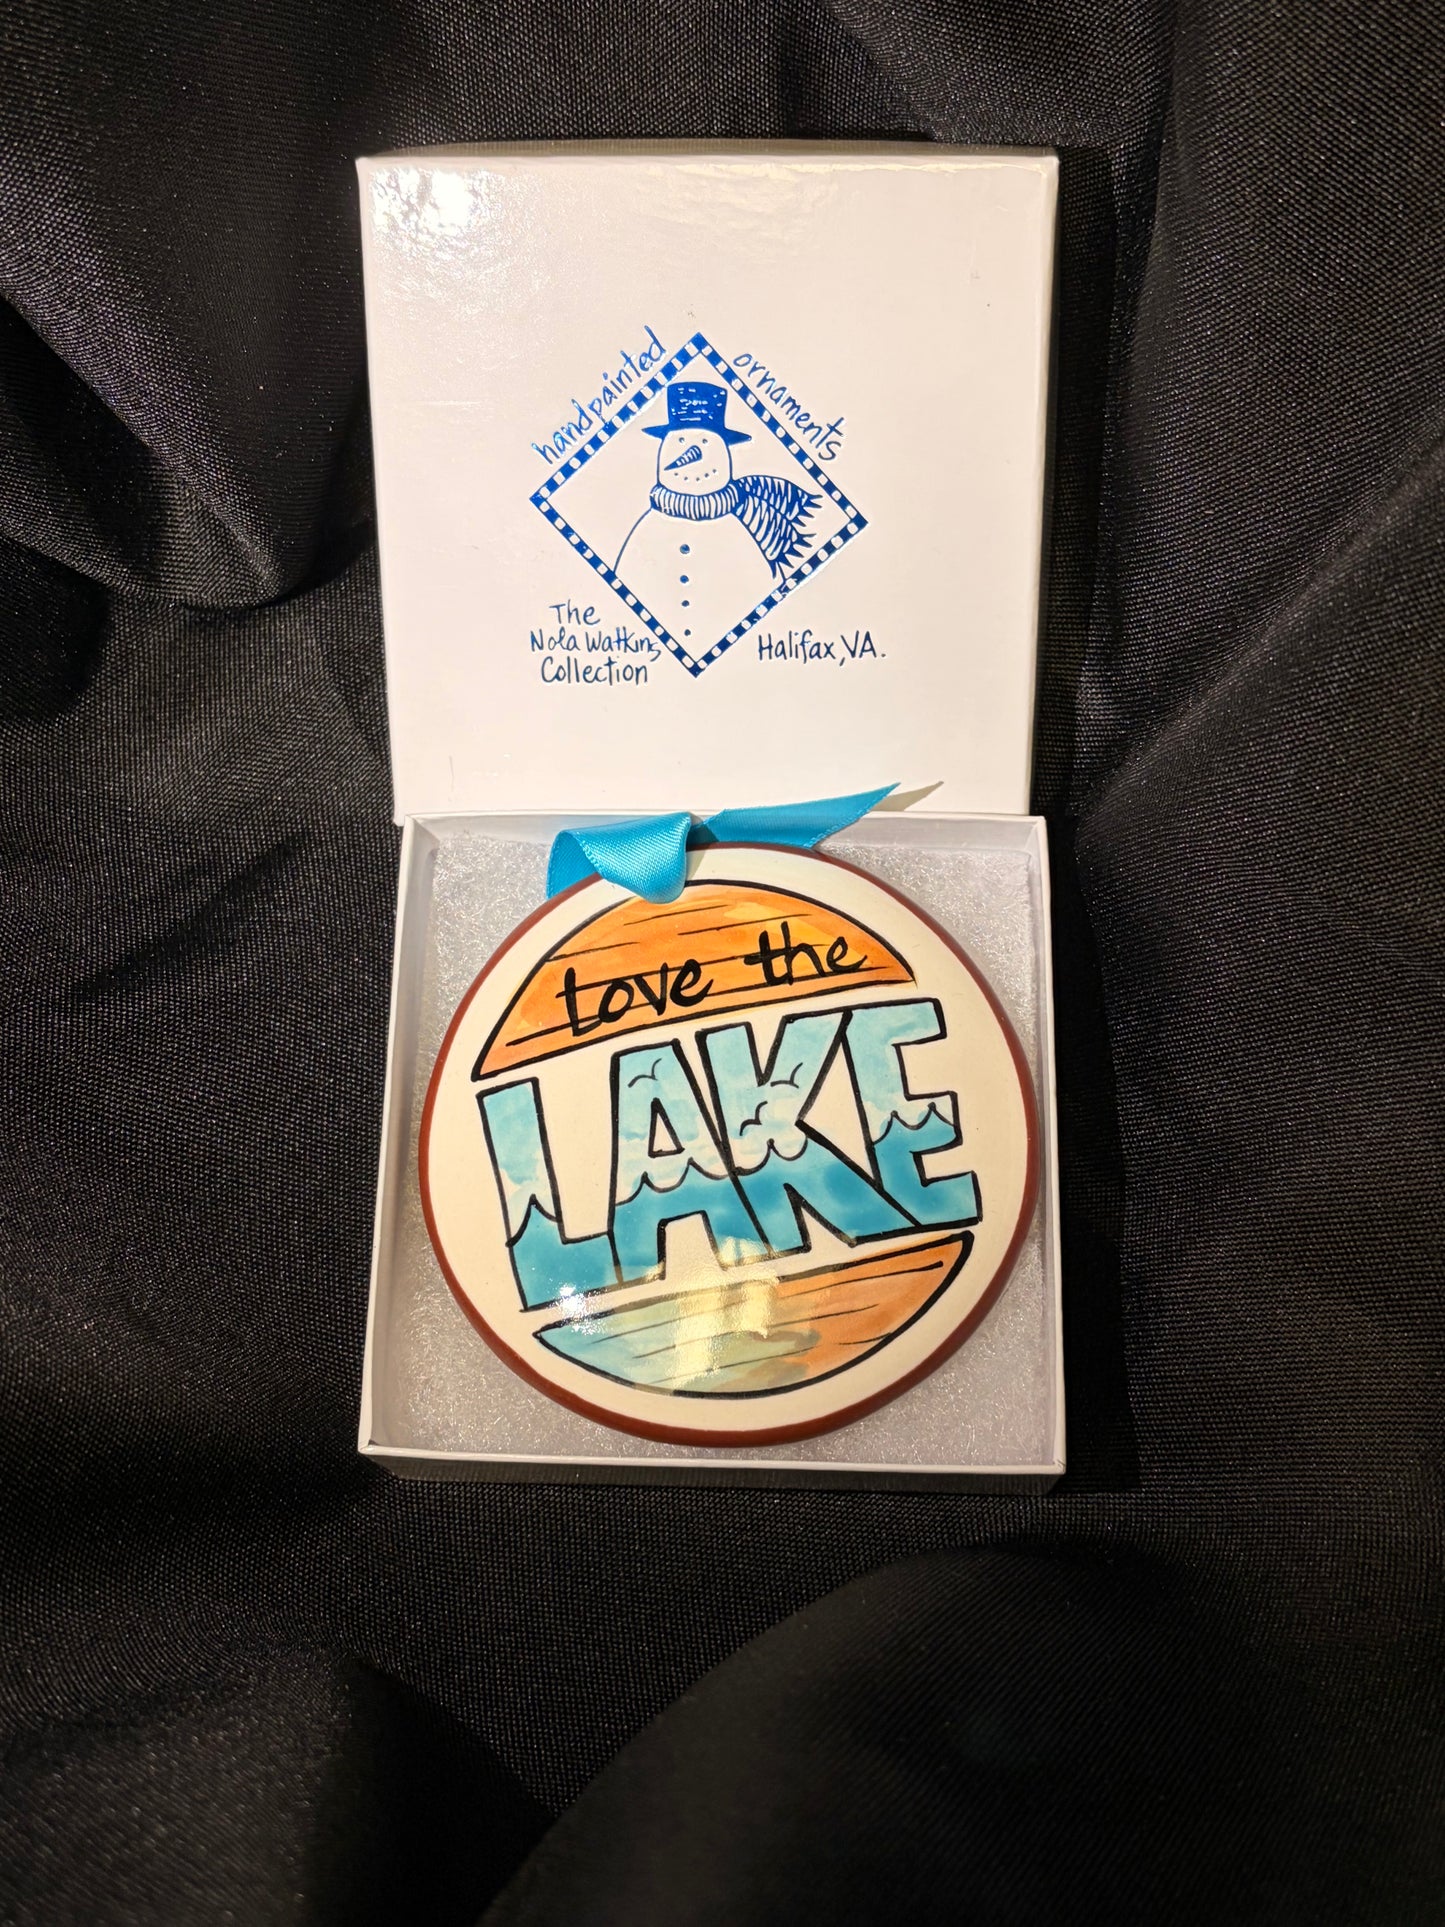 handpainted ornaments
The
Nola Watkins
Collection
Halifax, VA.
Love the
LAKE